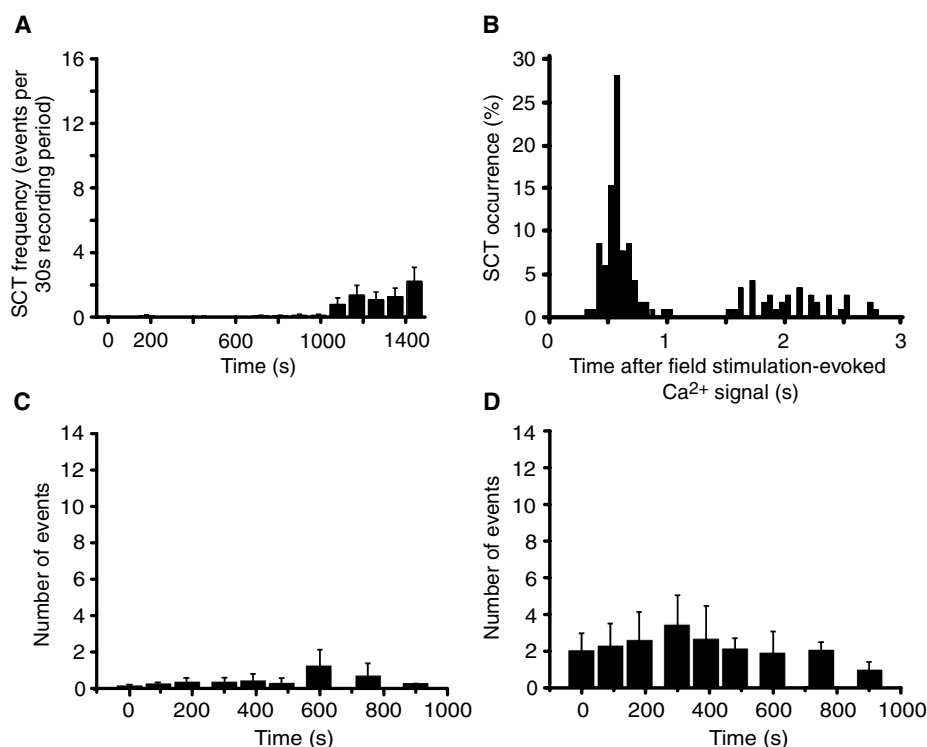 A
SCT frequency (events per
30s recording period)
16
12
8
4
0
0 200 600 1000 1400
Time (s)
B
SCT occurrence (%)
30
25
20
15
10
5
0
0 1 2 3
Time after field stimulation-evoked
Ca2+ signal (s)
C
Number of events
14
12
10
8
6
4
2
0
0 200 400 600 800 1000
Time (s)
D
Number of events
14
12
10
8
6
4
2
0
0 200 400 600 800 1000
Time (s)